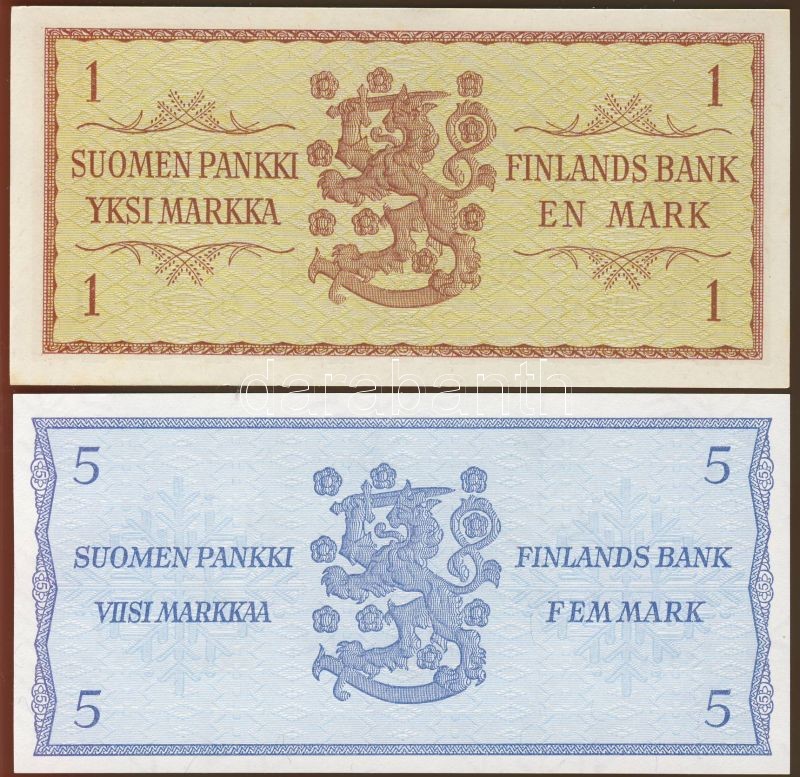 1 1
SUOMEN PANKKI FINLANDS BANK
YKSI MARKKA EN MARK
1 1
darabanth
5 5
SUOMEN PANKKI FINLANDS BANK
VIISI MARKKAA FEM MARK
5 5